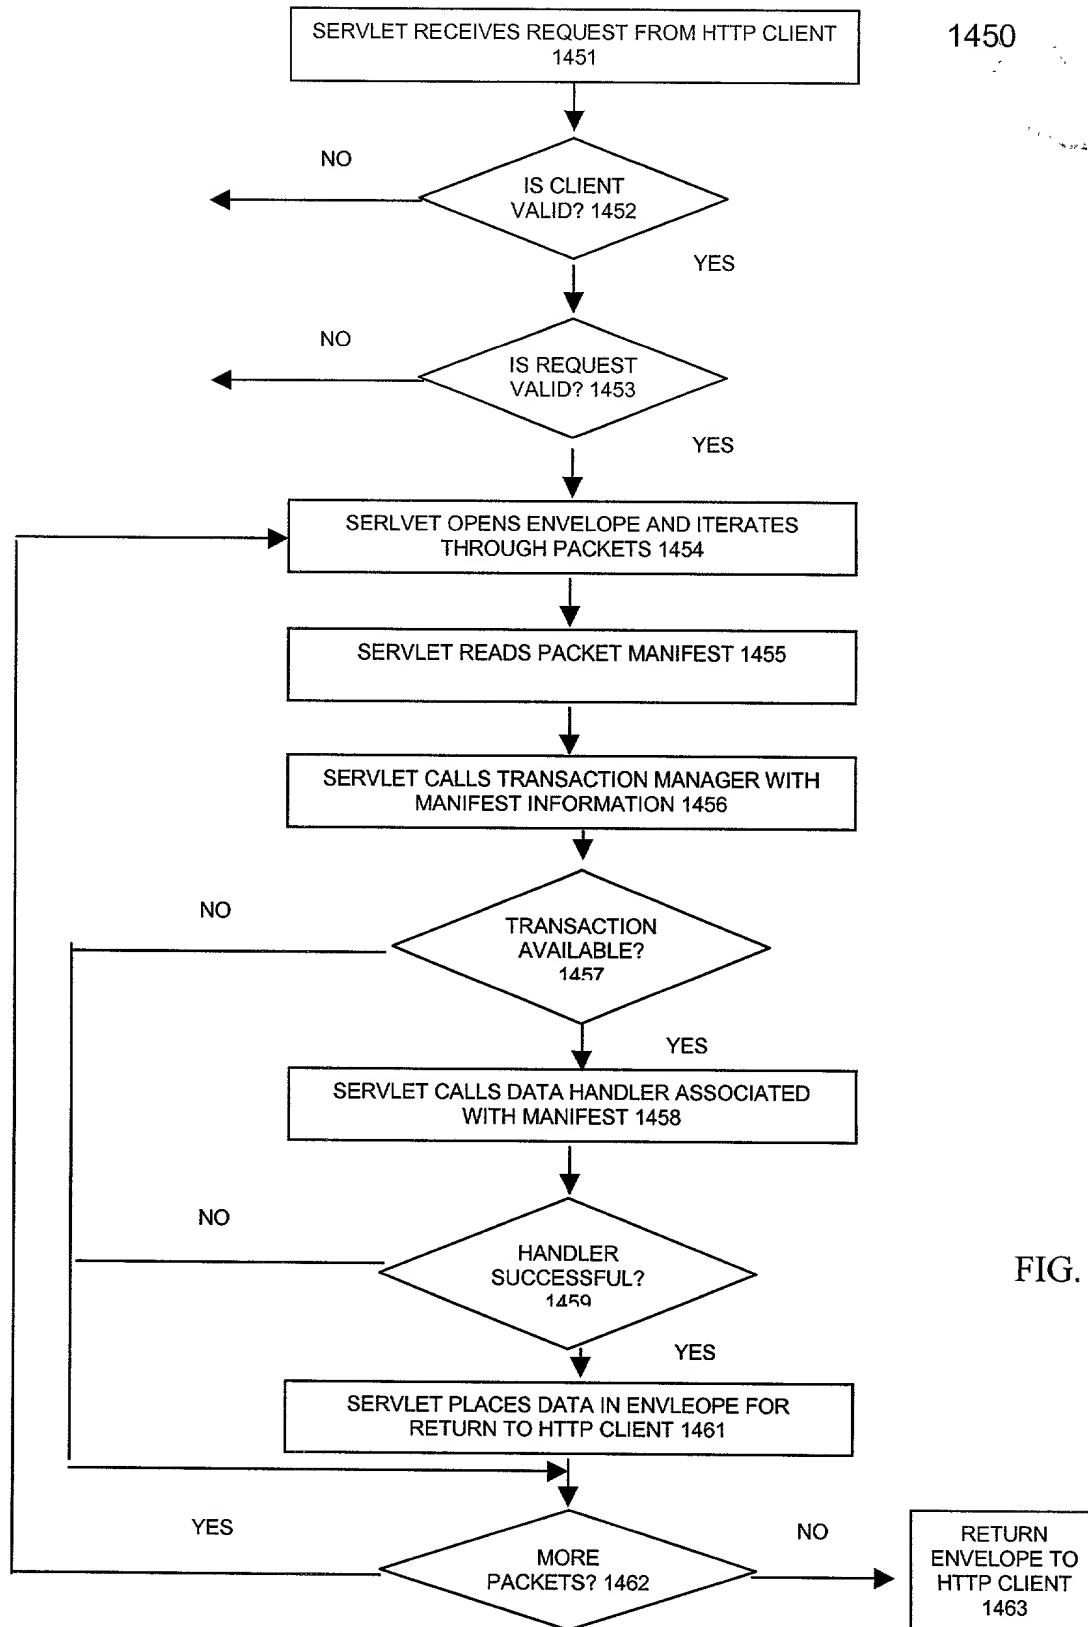 SERVLET RECEIVES REQUEST FROM HTTP CLIENT
1451
1450
NO
IS CLIENT
VALID? 1452
YES
NO
IS REQUEST
VALID? 1453
YES
SERLVET OPENS ENVELOPE AND ITERATES
THROUGH PACKETS 1454
SERVLET READS PACKET MANIFEST 1455
SERVLET CALLS TRANSACTION MANAGER WITH
MANIFEST INFORMATION 1456
NO
TRANSACTION
AVAILABLE?
1457
YES
SERVLET CALLS DATA HANDLER ASSOCIATED
WITH MANIFEST 1458
NO
HANDLER
SUCCESSFUL?
1459
FIG.
YES
SERVLET PLACES DATA IN ENVLEOPE FOR
RETURN TO HTTP CLIENT 1461
YES
MORE
PACKETS? 1462
NO
RETURN
ENVELOPE TO
HTTP CLIENT
1463